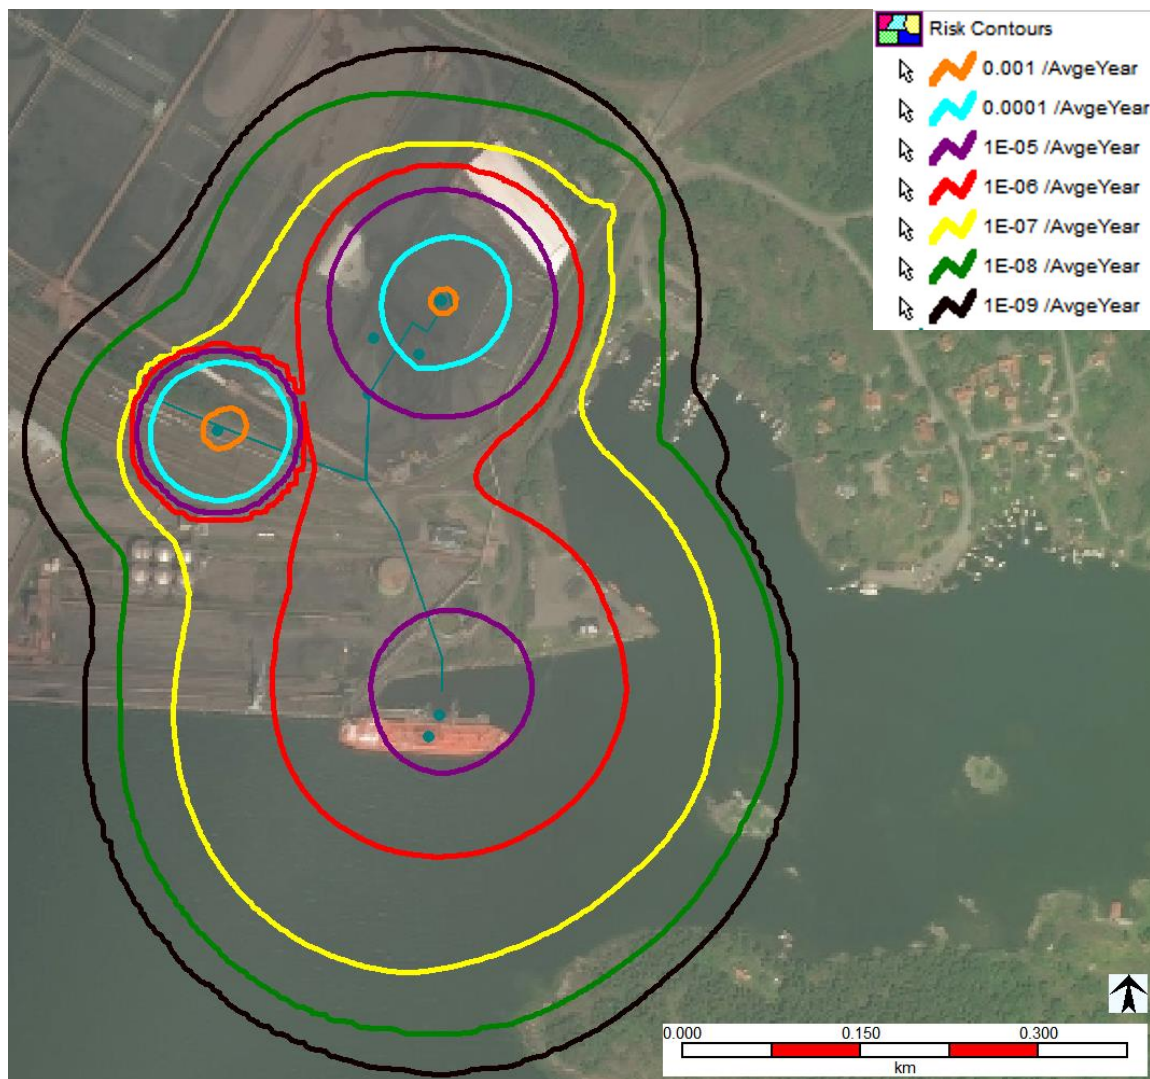 Risk Contours
0.001 /AvgeYear
0.0001 /AvgeYear
1E-05 /AvgeYear
1E-06 /AvgeYear
1E-07 /AvgeYear
1E-08 /AvgeYear
1E-09 /AvgeYear
0.000 0.150 0.300
km